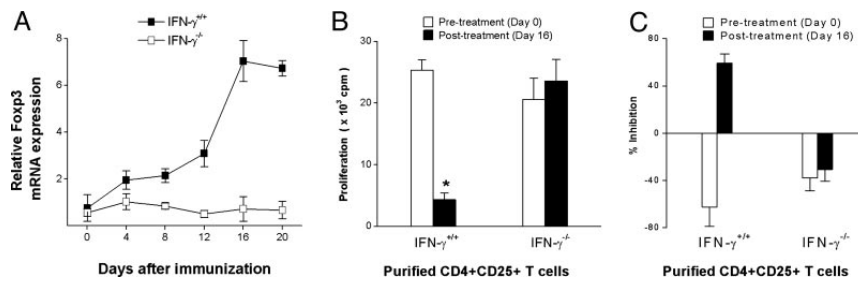 A
IFN-γ+/+
IFN-γ-/-
8
6
4
2
Relative Foxp3
mRNA expression
0 4 8 12 16 20
Days after immunization
B
Pre-treatment (Day 0)
Post-treatment (Day 16)
30
20
10
0
Proliferation ( x 10³ cpm)
*
IFN-γ+/+ IFN-γ-/-
Purified CD4+CD25+ T cells
C
Pre-treatment (Day 0)
Post-treatment (Day 16)
80
40
0
-40
-80
% Inhibition
IFN-γ+/+ IFN-γ-/-
Purified CD4+CD25+ T cells